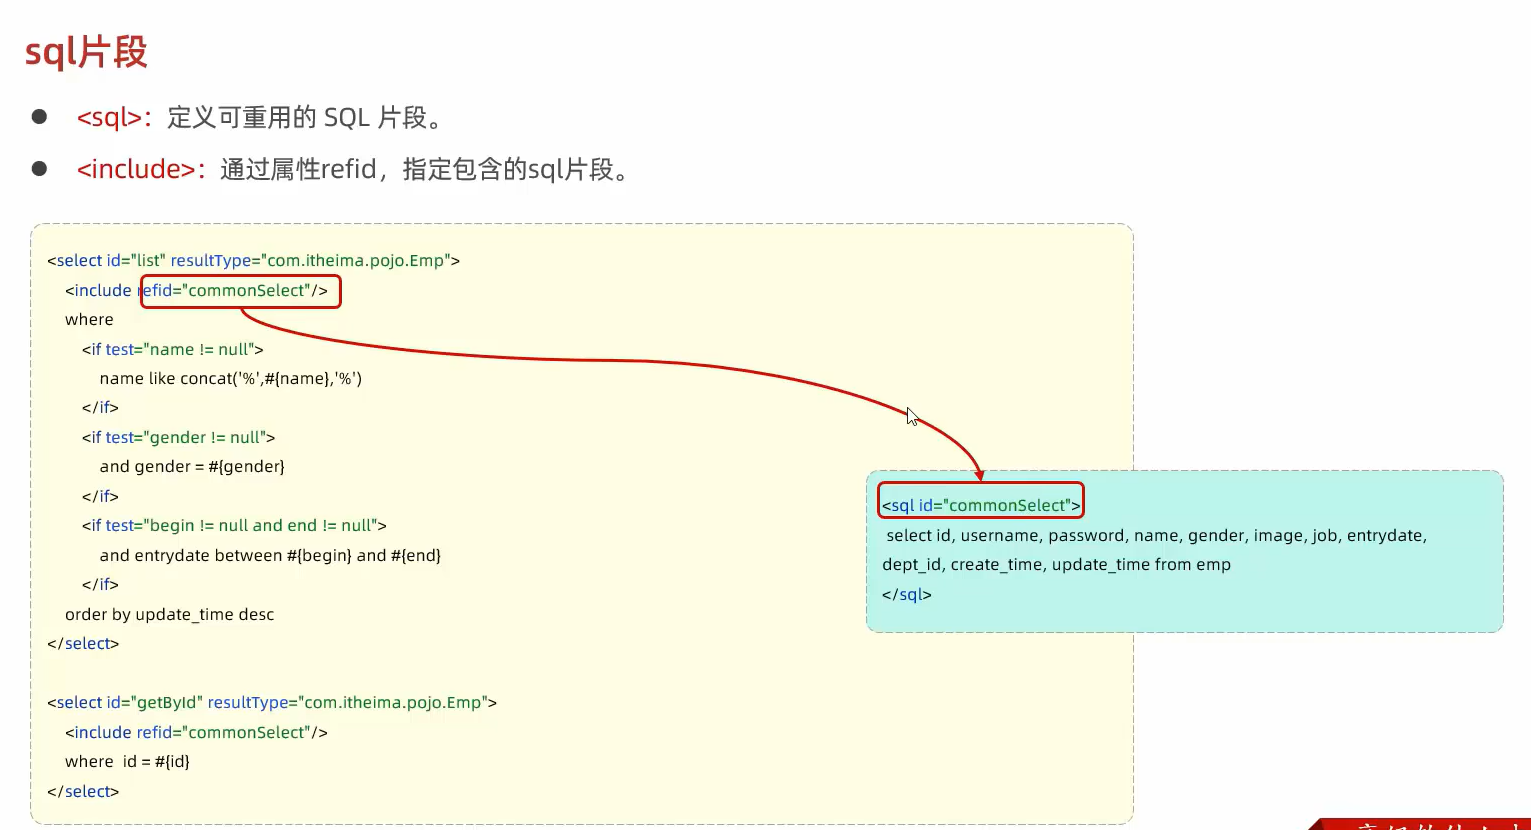 sql片段
● <sql>：定义可重用的 SQL 片段。
● <include>：通过属性refid，指定包含的sql片段。
<select id="list" resultType="com.itheima.pojo.Emp">
<include refid="commonSelect"/>
where
<if test="name != null">
name like concat('%',#{name},'%')
</if>
<if test="gender != null">
and gender = #{gender}
</if>
<if test="begin != null and end != null">
and entrydate between #{begin} and #{end}
</if>
order by update_time desc
</select>
<select id="getById" resultType="com.itheima.pojo.Emp">
<include refid="commonSelect"/>
where  id = #{id}
</select>
<sql id="commonSelect">
select id, username, password, name, gender, image, job, entrydate,
dept_id, create_time, update_time from emp
</sql>